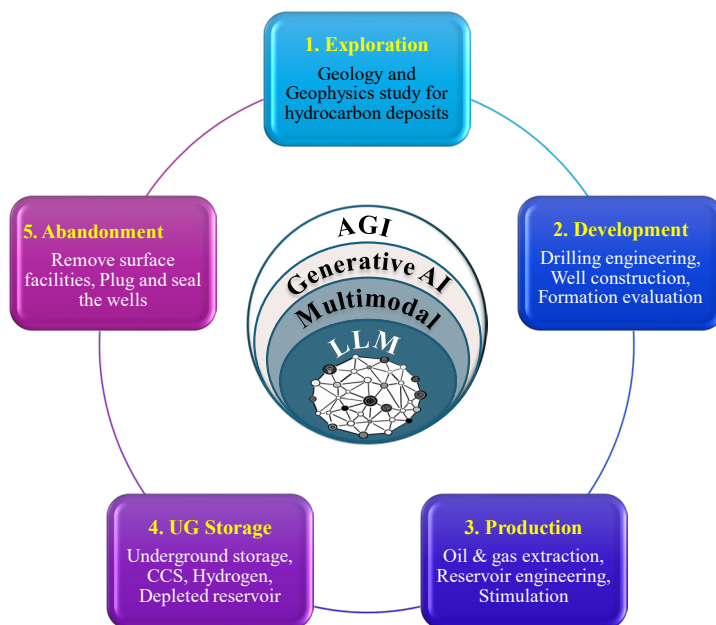 1. Exploration
Geology and
Geophysics study for
hydrocarbon deposits
2. Development
Drilling engineering,
Well construction,
Formation evaluation
3. Production
Oil & gas extraction,
Reservoir engineering,
Stimulation
4. UG Storage
Underground storage,
CCS, Hydrogen,
Depleted reservoir
5. Abandonment
Remove surface
facilities, Plug and seal
the wells
AGI
Generative AI
Multimodal
LLM